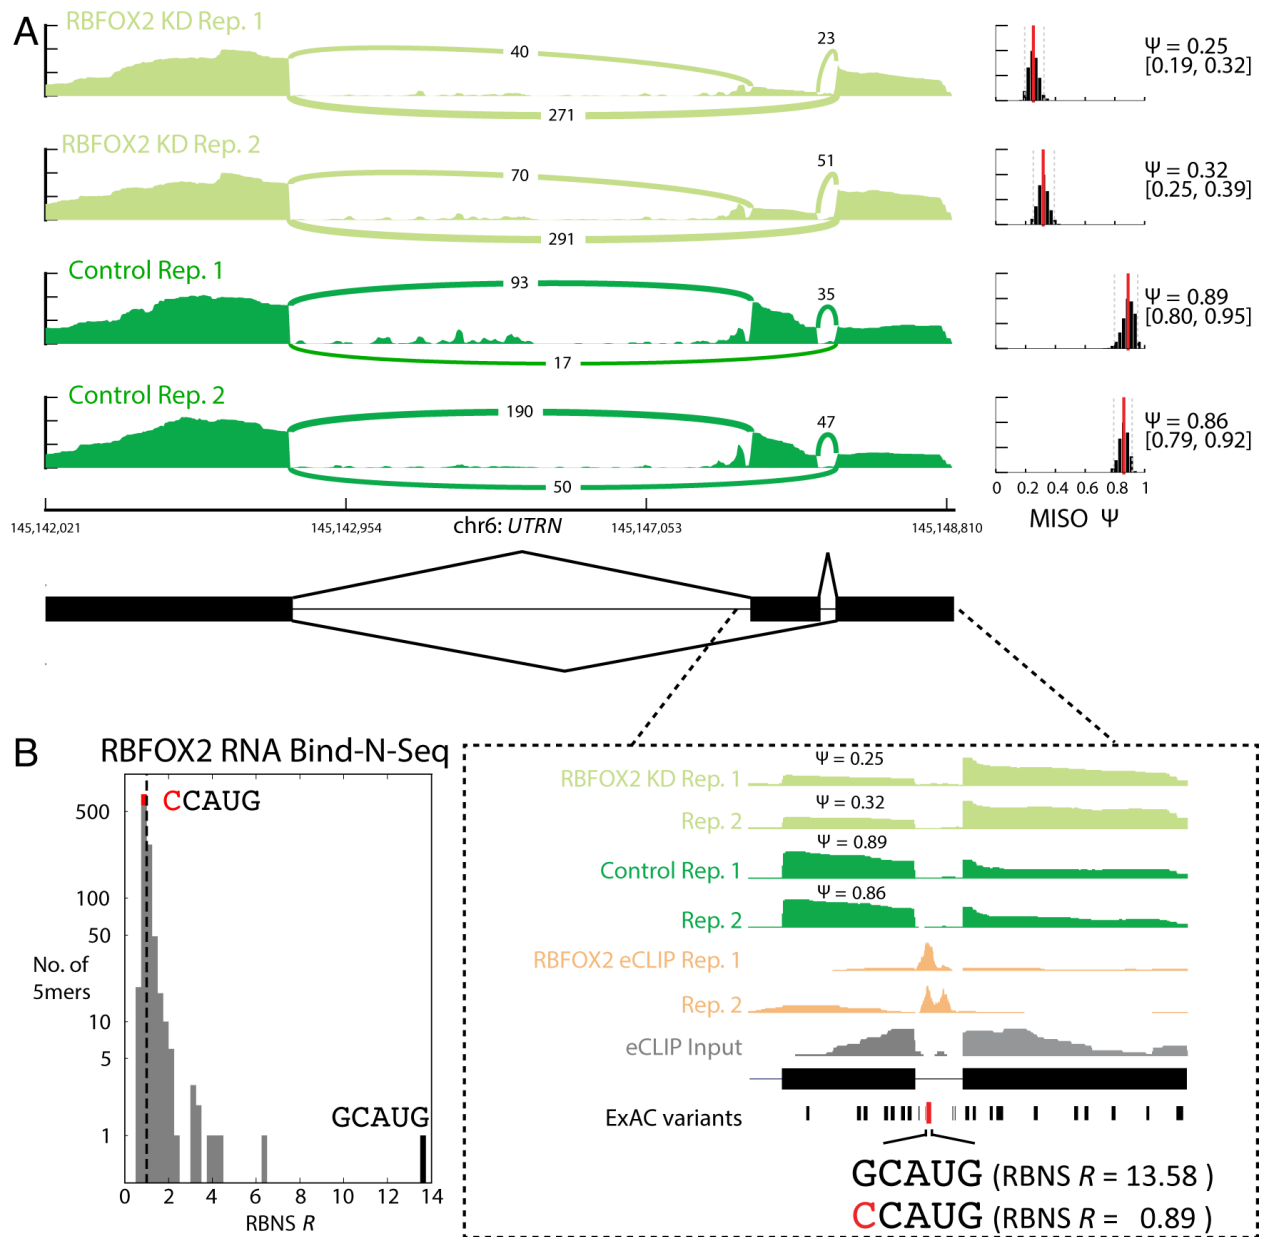 A
RBFOX2 KD Rep. 1
40
23
271
Ψ = 0.25
[0.19, 0.32]
RBFOX2 KD Rep. 2
70
51
291
Ψ = 0.32
[0.25, 0.39]
Control Rep. 1
93
35
17
Ψ = 0.89
[0.80, 0.95]
Control Rep. 2
190
47
50
Ψ = 0.86
[0.79, 0.92]
0 0.2 0.4 0.6 0.8 1
MISO Ψ
145,142,021 145,142,954 chr6: UTRN 145,147,053 145,148,810
B
RBFOX2 RNA Bind-N-Seq
CCAUG
500
100
50
No. of
5mers
10
5
GCAUG
1
0 2 4 6 8 10 12 14
RBNS R
Ψ = 0.25
RBFOX2 KD Rep. 1
Ψ = 0.32
Rep. 2
Ψ = 0.89
Control Rep. 1
Ψ = 0.86
Rep. 2
RBFOX2 eCLIP Rep. 1
Rep. 2
eCLIP Input
ExAC variants
GCAUG (RBNS R = 13.58 )
CCAUG (RBNS R = 0.89 )